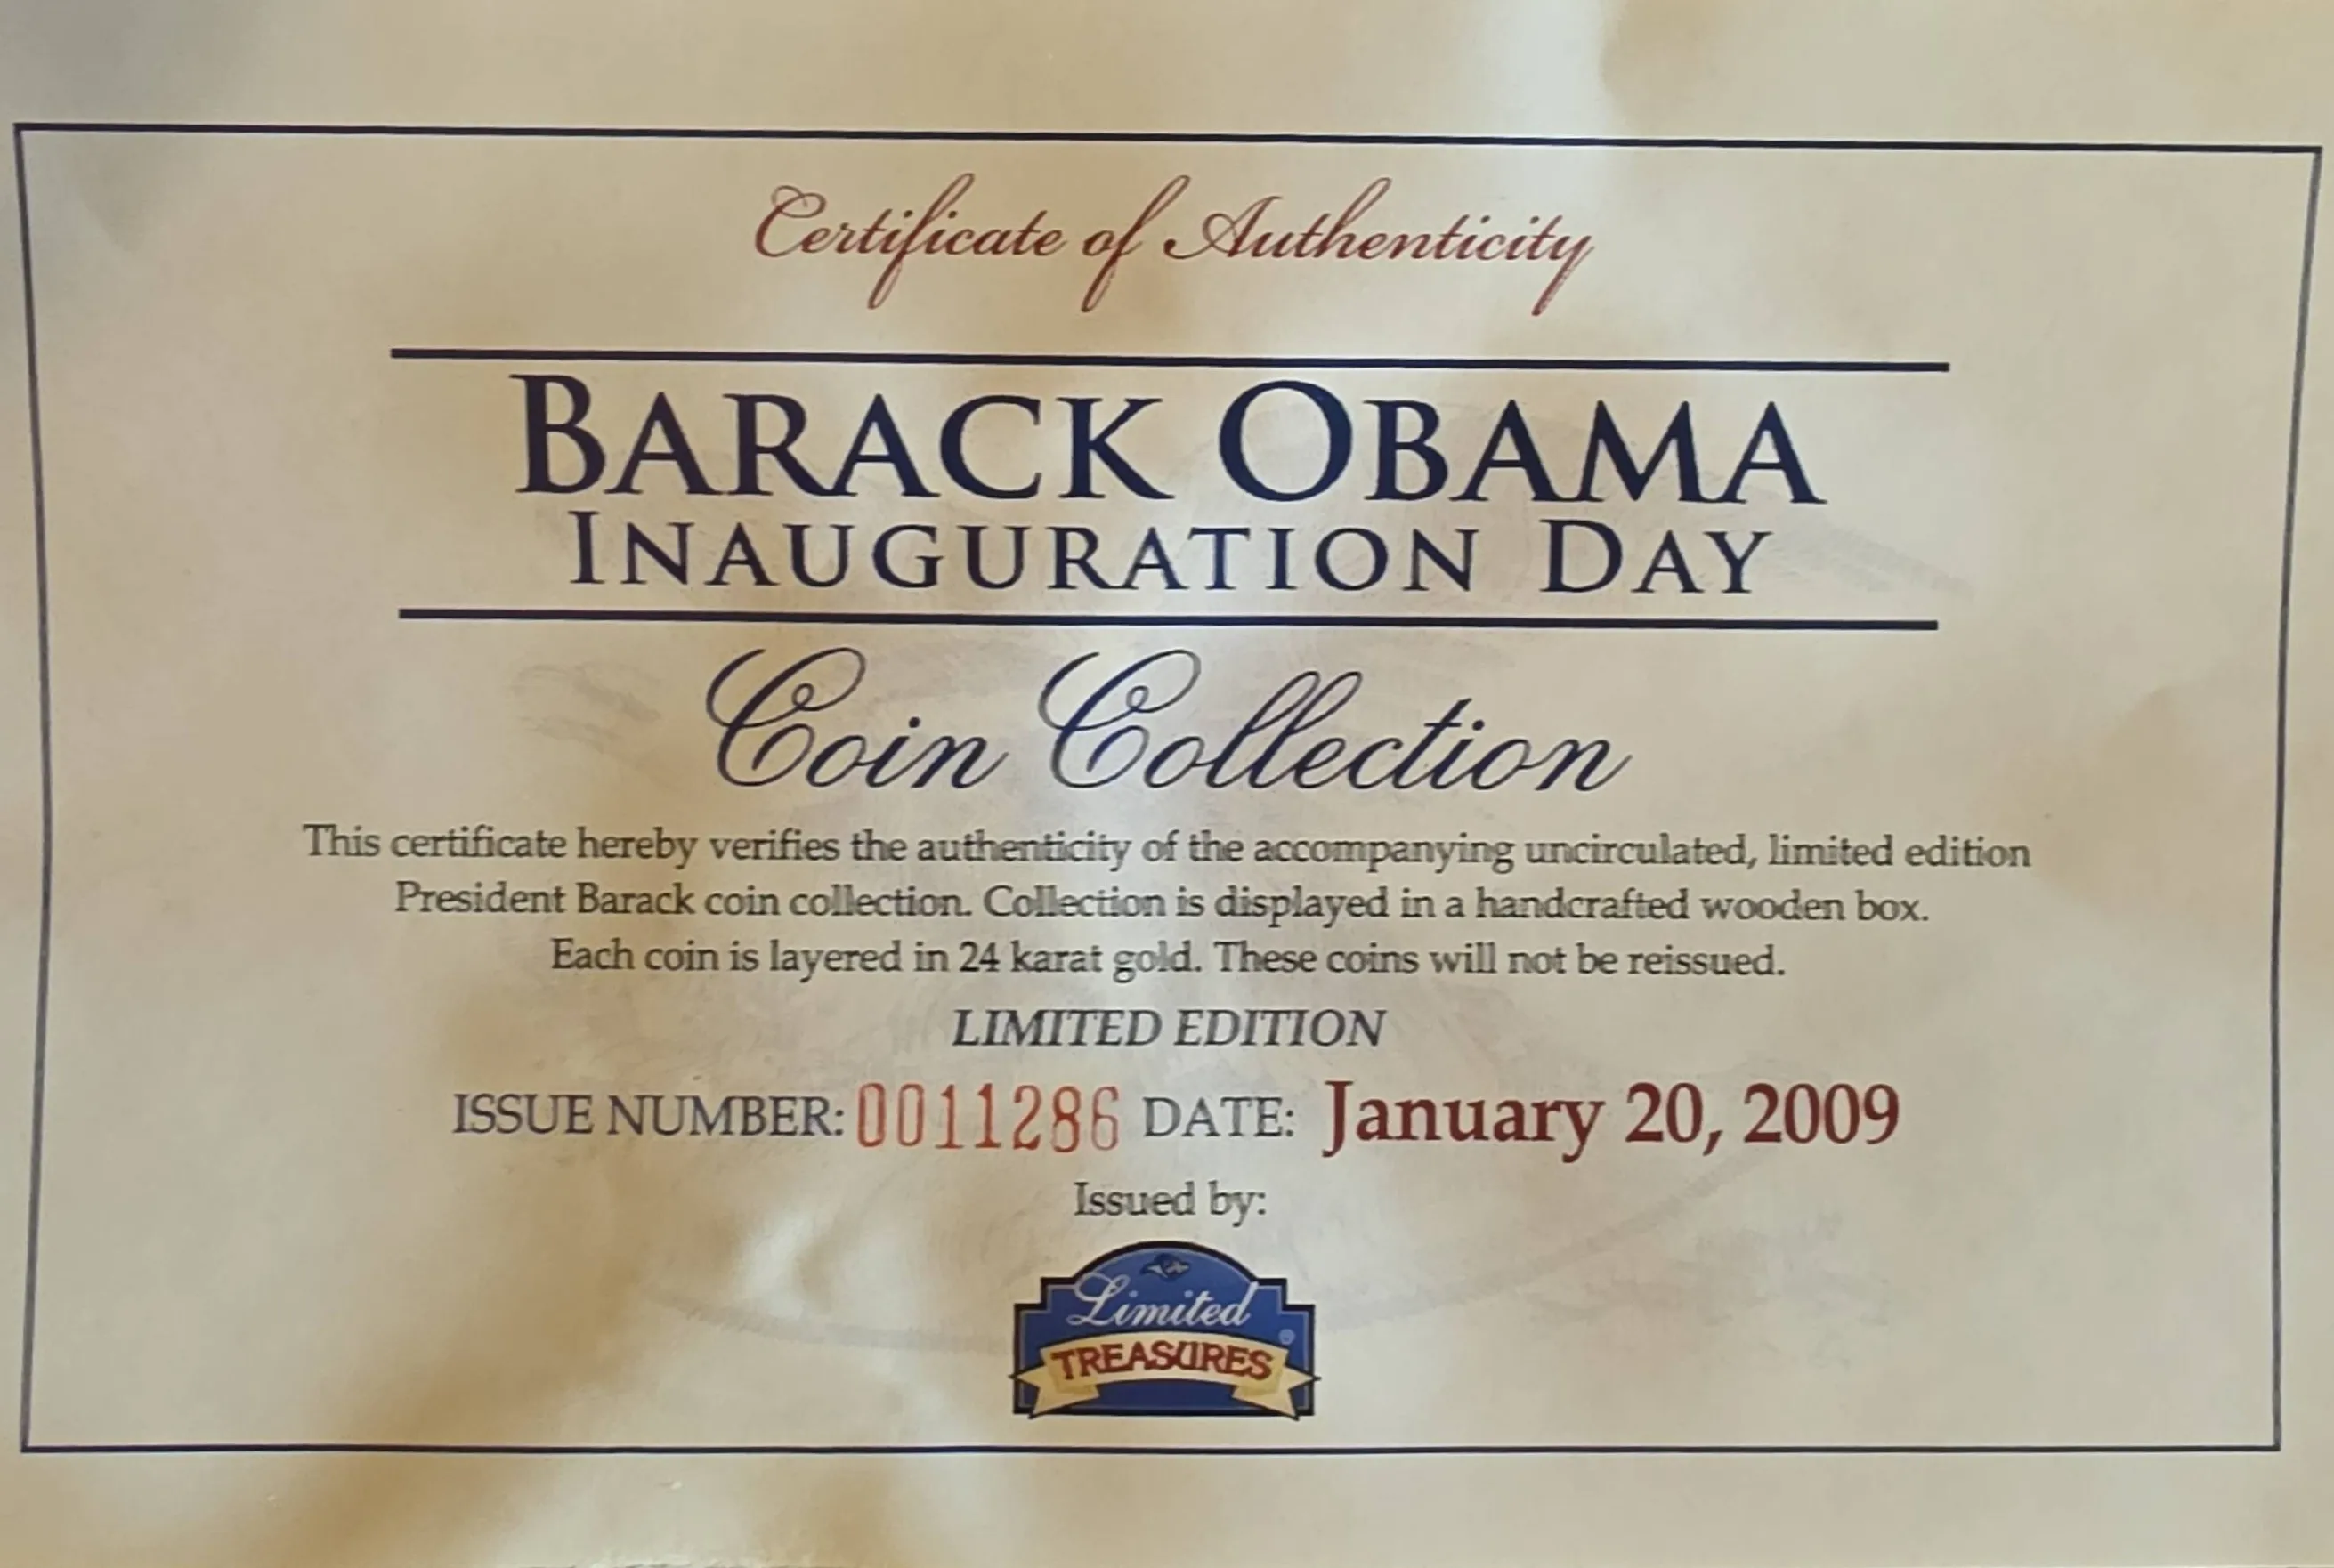 Certificate of Authenticity
BARACK OBAMA
INAUGURATION DAY
Coin Collection
This certificate hereby verifies the authenticity of the accompanying uncirculated, limited edition
President Barack coin collection. Collection is displayed in a handcrafted wooden box.
Each coin is layered in 24 karat gold. These coins will not be reissued.
LIMITED EDITION
ISSUE NUMBER: 0011286 DATE: January 20, 2009
Issued by:
Limited
TREASURES